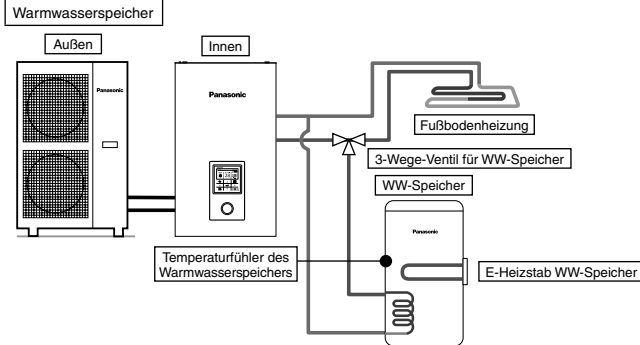 Warmwasserspeicher
Außen
Innen
Panasonic
Panasonic
Fußbodenheizung
3-Wege-Ventil für WW-Speicher
WW-Speicher
Panasonic
Temperaturfühler des
Warmwasserspeichers
E-Heizstab WW-Speicher